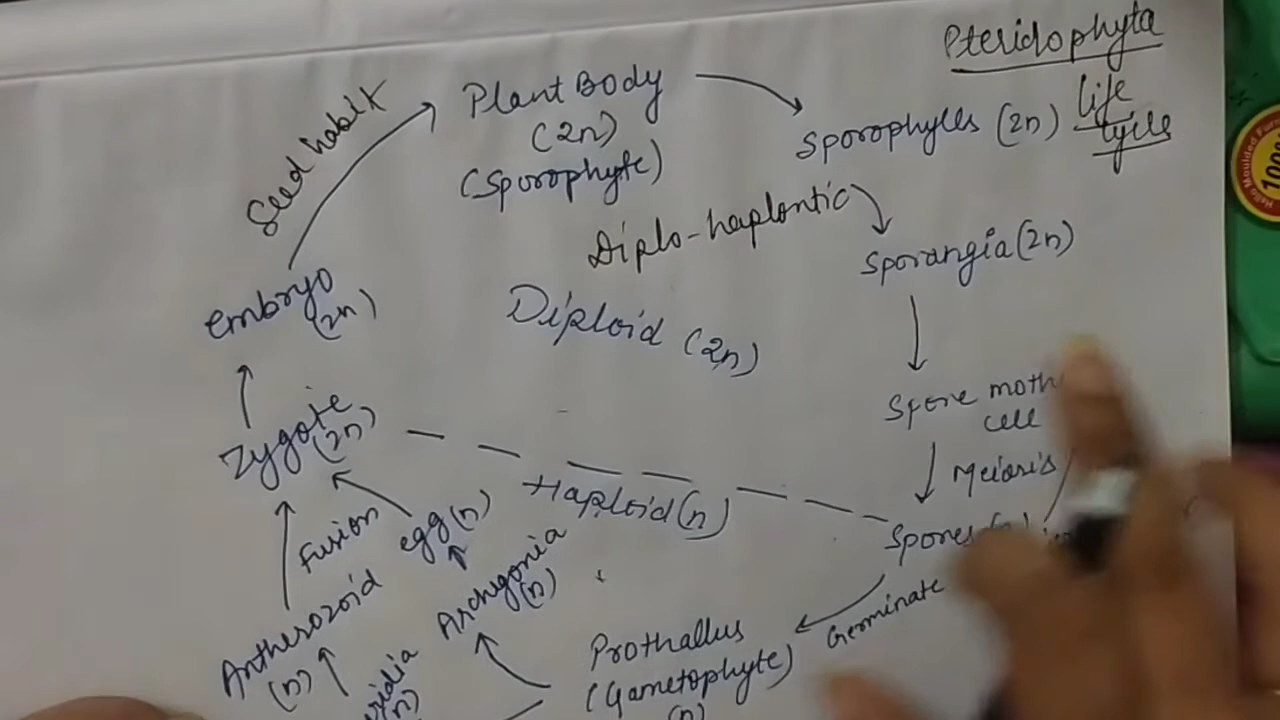 Pteridophyta
Life
Cycle
Plant Body
(2n)
(Sporophyte)
Sporophylls (2n)
Seed habit
Diplo-haplontic
Sporangia (2n)
Embryo
(2n)
Diploid (2n)
Spore
cell
Meiosis
Zygote
(2n)
Haploid (n)
Spores
Fusion
egg (n)
Archegonia
(n)
Germinate
Antherozoid
(n)
Prothallus
(Gametophyte)
(n)
(n)
100%